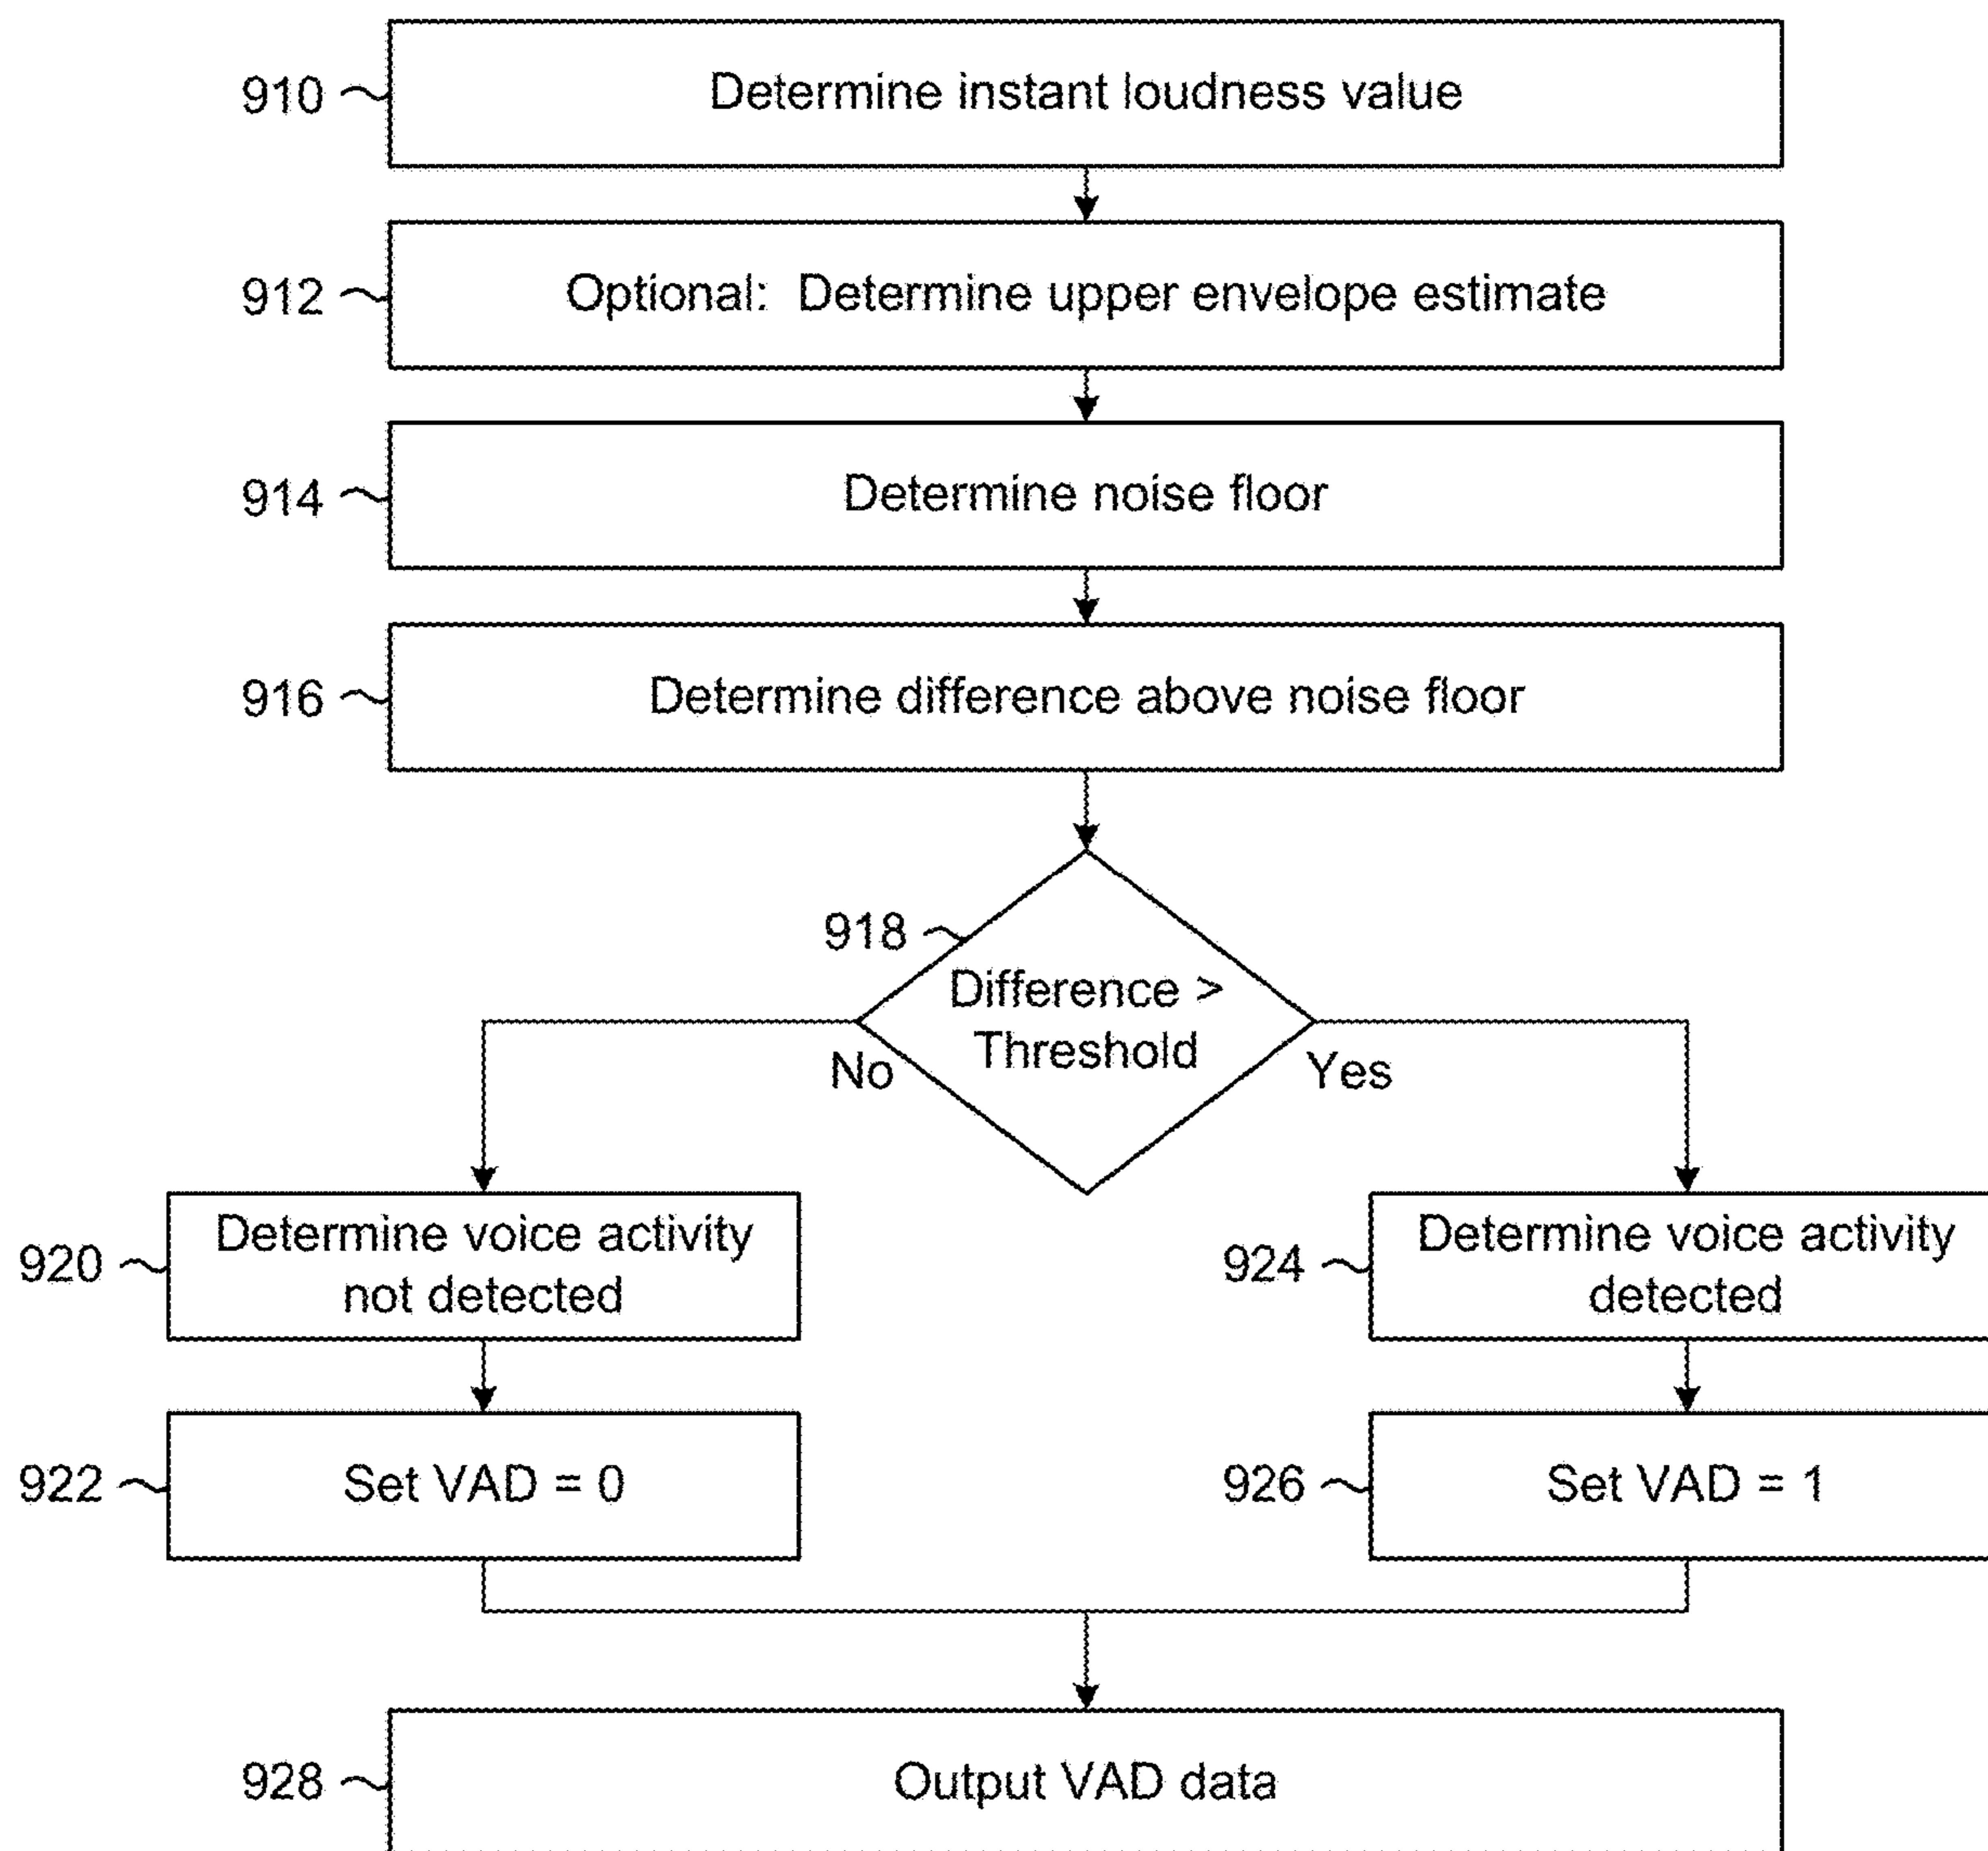 910
Determine instant loudness value
912
Optional: Determine upper envelope estimate
914
Determine noise floor
916
Determine difference above noise floor
918
Difference >
Threshold
No
Yes
920
Determine voice activity
not detected
924
Determine voice activity
detected
922
Set VAD = 0
926
Set VAD = 1
928
Output VAD data